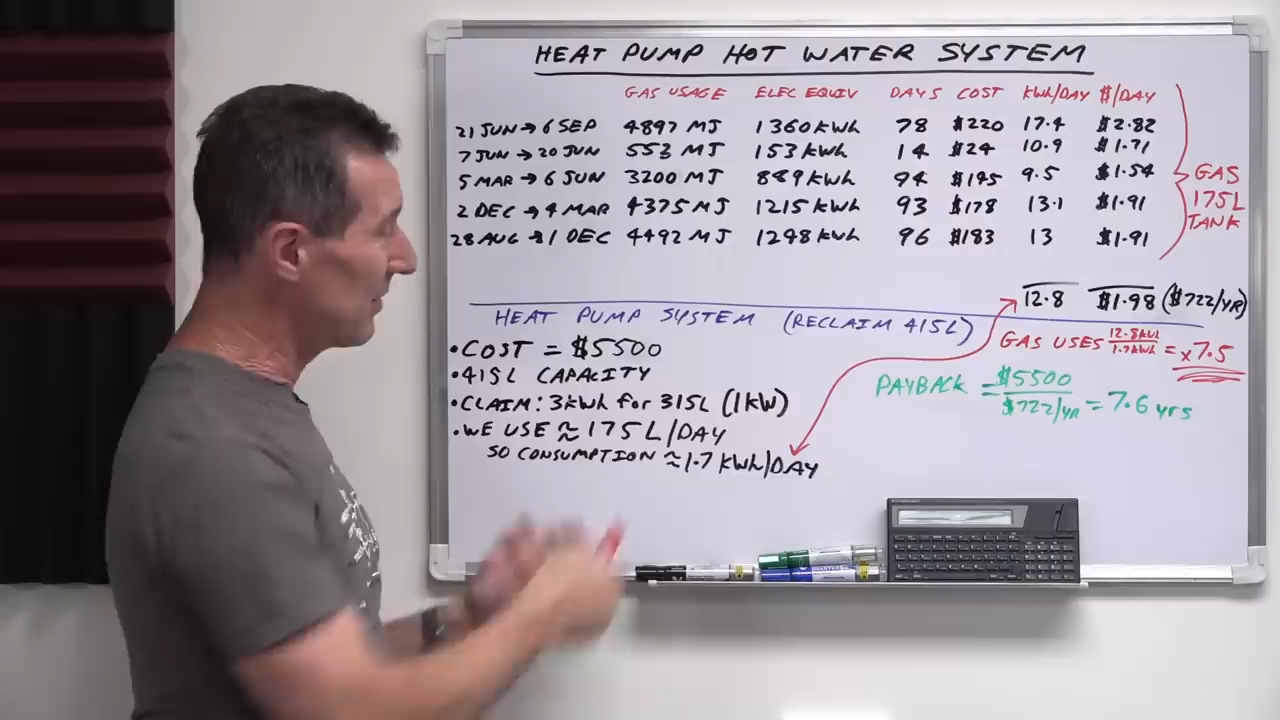 HEAT PUMP HOT WATER SYSTEM
GAS USAGE ELEC EQUIV DAYS COST KWh/DAY $/DAY
21 JUN → 6 SEP 4897 MJ 1360 KWh 78 $220 17.4 $2.82
7 JUN → 20 JUN 553 MJ 153 KWh 14 $24 10.9 $1.71
5 MAR → 6 JUN 3200 MJ 889 KWh 94 $145 9.5 $1.54
2 DEC → 4 MAR 4375 MJ 1215 KWh 93 $178 13.1 $1.91
28 AUG → 1 DEC 4492 MJ 1248 KWh 96 $183 13 $1.91
GAS
175L
TANK
12.8 $1.98 ($722/YR)
HEAT PUMP SYSTEM (RECLAIM 415L)
GAS USES 12.8KWh/1.7KWh = x7.5
• COST = $5500
• 415L CAPACITY
• CLAIM: 3kWh for 315L (1KW)
• WE USE ≈ 175 L/DAY
SO CONSUMPTION ≈ 1.7 KWh/DAY
PAYBACK = $5500/$722/YR = 7.6 yrs